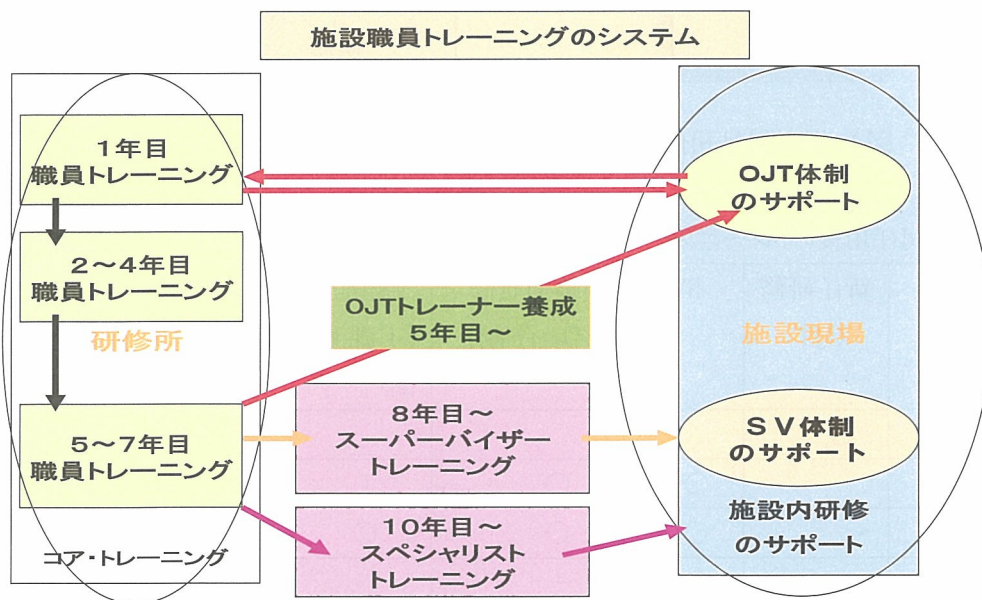 施設職員トレーニングのシステム
1年目
職員トレーニング
2～4年目
職員トレーニング
研修所
5～7年目
職員トレーニング
コア・トレーニング
OJTトレーナー養成
5年目～
8年目～
スーパーバイザー
トレーニング
10年目～
スペシャリスト
トレーニング
OJT体制
のサポート
施設現場
SV体制
のサポート
施設内研修
のサポート